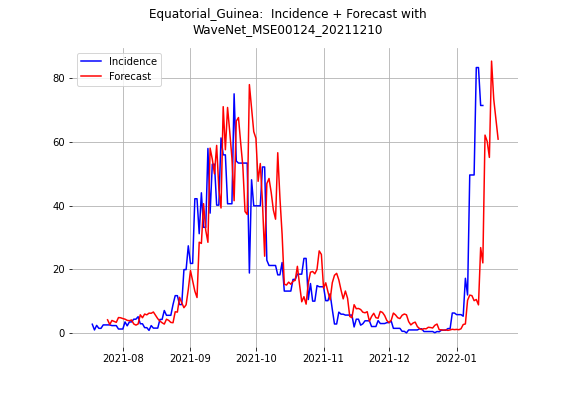 Equatorial_Guinea: Incidence + Forecast with
WaveNet_MSE00124_20211210
Incidence
Forecast
80
60
40
20
0
2021-08 2021-09 2021-10 2021-11 2021-12 2022-01